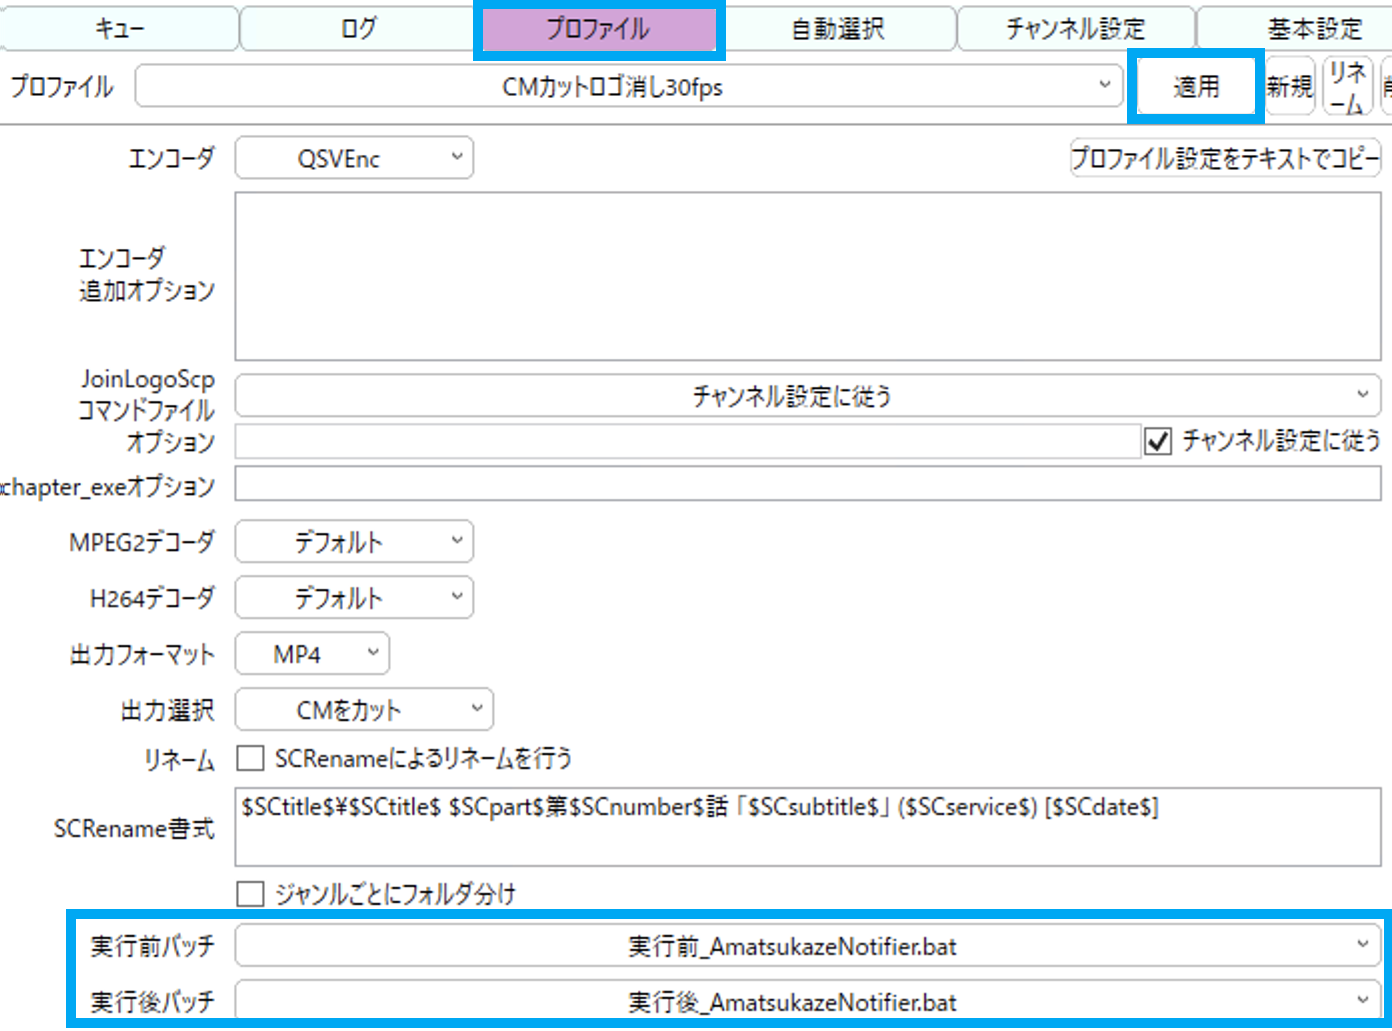 キュー
ログ
プロファイル
自動選択
チャンネル設定
基本設定
プロファイル
CMカットロゴ消し30fps
適用
新規
リネ
ーム
エンコーダ
QSVEnc
プロファイル設定をテキストでコピー
エンコーダ
追加オプション
JoinLogoScp
コマンドファイル
チャンネル設定に従う
オプション
チャンネル設定に従う
chapter_exeオプション
MPEG2デコーダ
デフォルト
H264デコーダ
デフォルト
出力フォーマット
MP4
出力選択
CMをカット
リネーム
SCRenameによるリネームを行う
SCRename書式
$SCtitle$¥$SCtitle$ $SCpart$第$SCnumber$話 「$SCsubtitle$」 ($SCservice$) [$SCdate$]
ジャンルごとにフォルダ分け
実行前バッチ
実行前_AmatsukazeNotifier.bat
実行後バッチ
実行後_AmatsukazeNotifier.bat